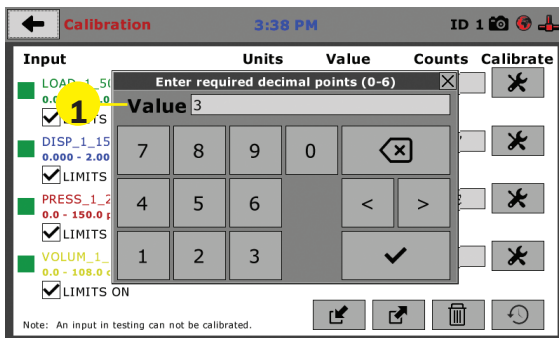 Calibration 3:38 PM ID 1
Input Units Value Counts Calibrate
Enter required decimal points (0-6)
Value 3
1
LOAD_1_50
0.0
LIMITS
DISP_1_15
0.000 - 2.00
LIMITS
PRESS_1_2
0.0 - 150.0 p
LIMITS
VOLUM_1_
0.0 - 108.0 c
LIMITS ON
7 8 9 0
4 5 6 < >
1 2 3
Note: An input in testing can not be calibrated.